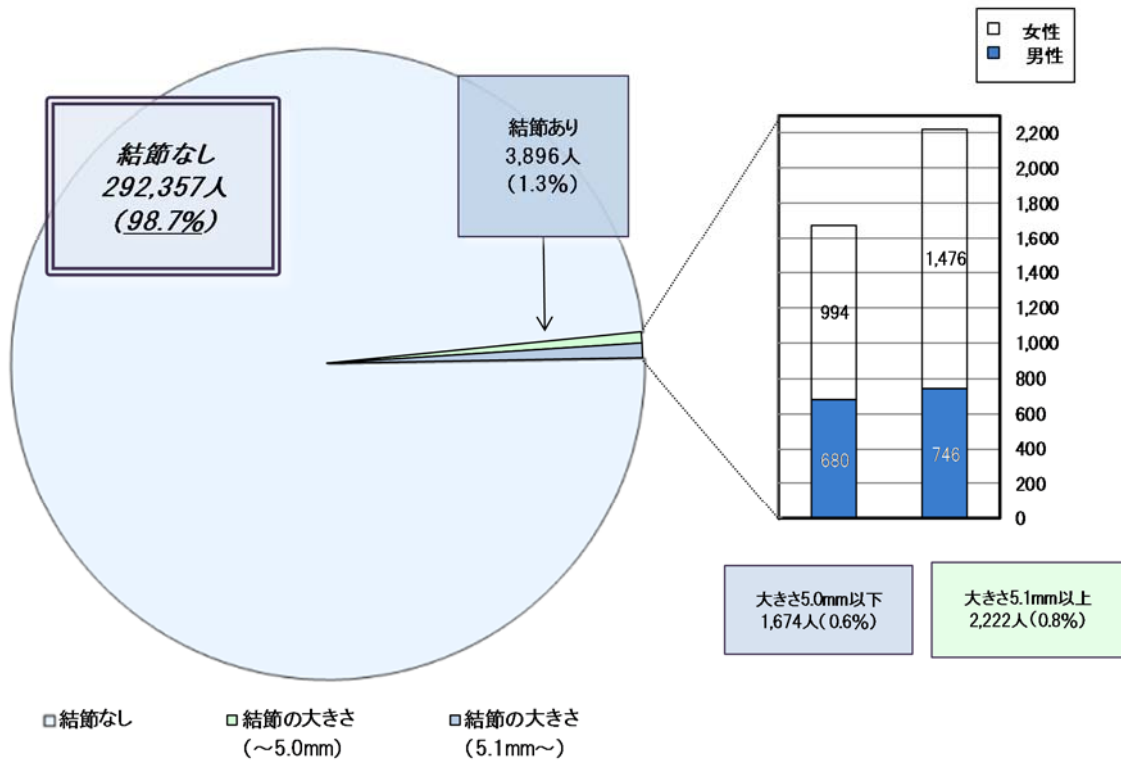 女性
男性
結節なし
292,357人
(98.7%)
結節あり
3,896人
(1.3%)
2,200
2,000
1,800
1,600
1,400
1,200
1,000
800
600
400
200
0
994
680
1,476
746
大きさ5.0mm以下
1,674人(0.6%)
大きさ5.1mm以上
2,222人(0.8%)
結節なし
結節の大きさ
(~5.0mm)
結節の大きさ
(5.1mm~)